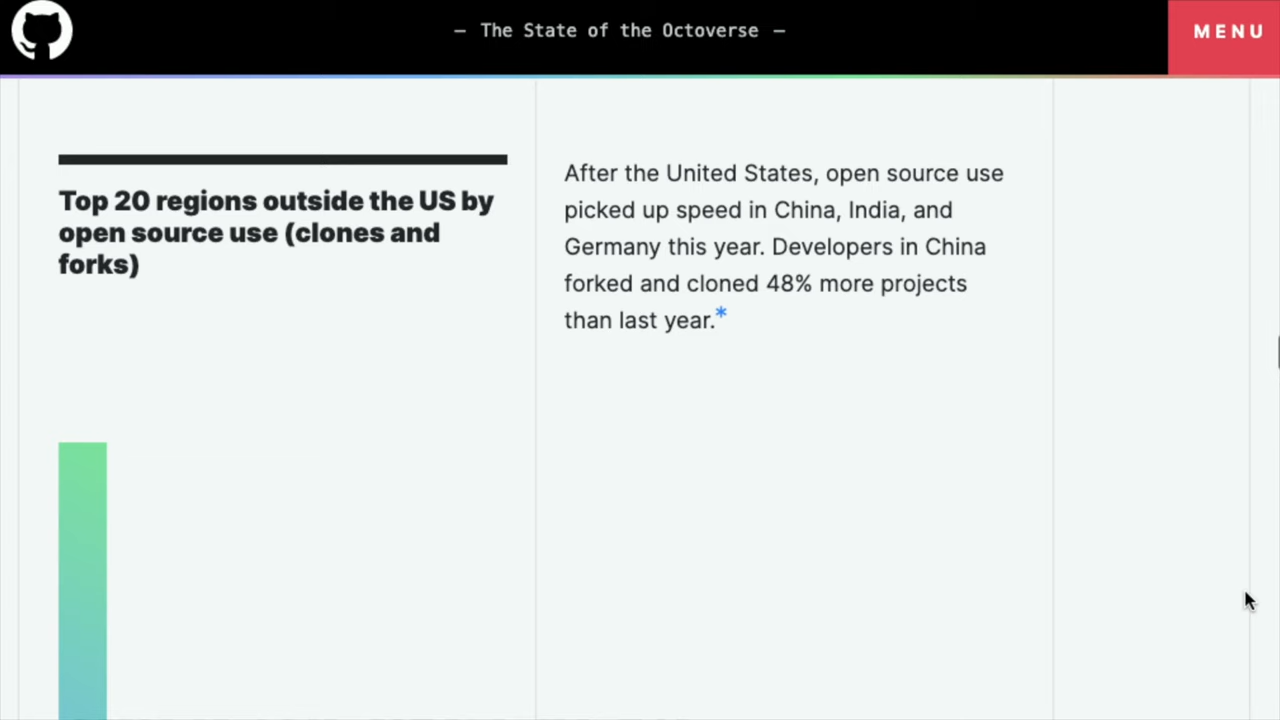 — The State of the Octoverse —
MENU
Top 20 regions outside the US by
open source use (clones and
forks)
After the United States, open source use
picked up speed in China, India, and
Germany this year. Developers in China
forked and cloned 48% more projects
than last year.*